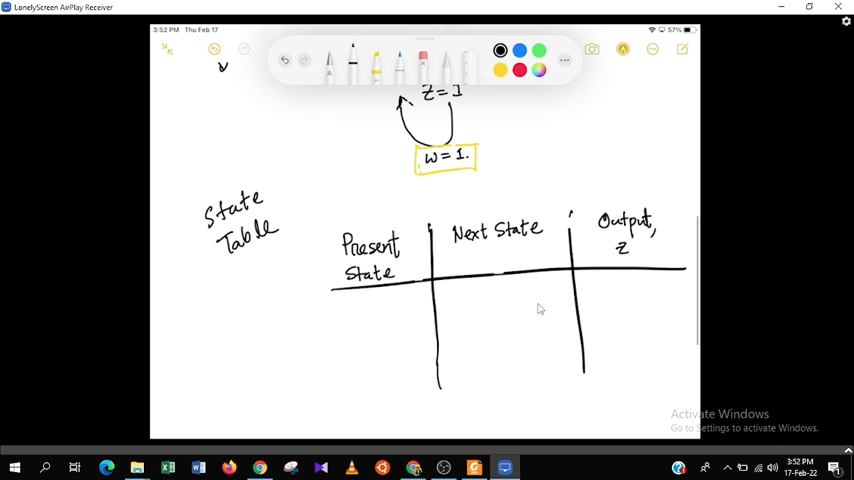 LonelyScreen AirPlay Receiver
3:52 PM Thu Feb 17
57%
A
Z = 1
w = 1.
State
Table
Present
State
Next State
Output,
z
Activate Windows
Go to Settings to activate Windows.
3:52 PM
17-Feb-22